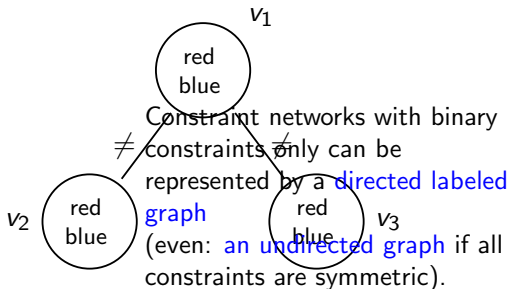 v1
red
blue
Constraint networks with binary
≠
≠
constraints only can be
represented by a directed labeled
graph
(even: an undirected graph if all
constraints are symmetric).
v2
red
blue
red
blue
v3